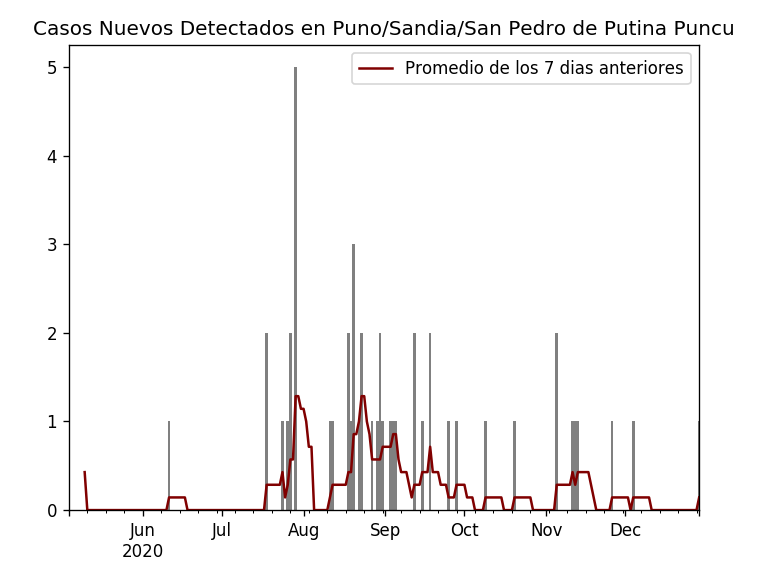 Casos Nuevos Detectados en Puno/Sandia/San Pedro de Putina Puncu
Promedio de los 7 dias anteriores
5
4
3
2
1
0
Jun Jul Aug Sep Oct Nov Dec
2020